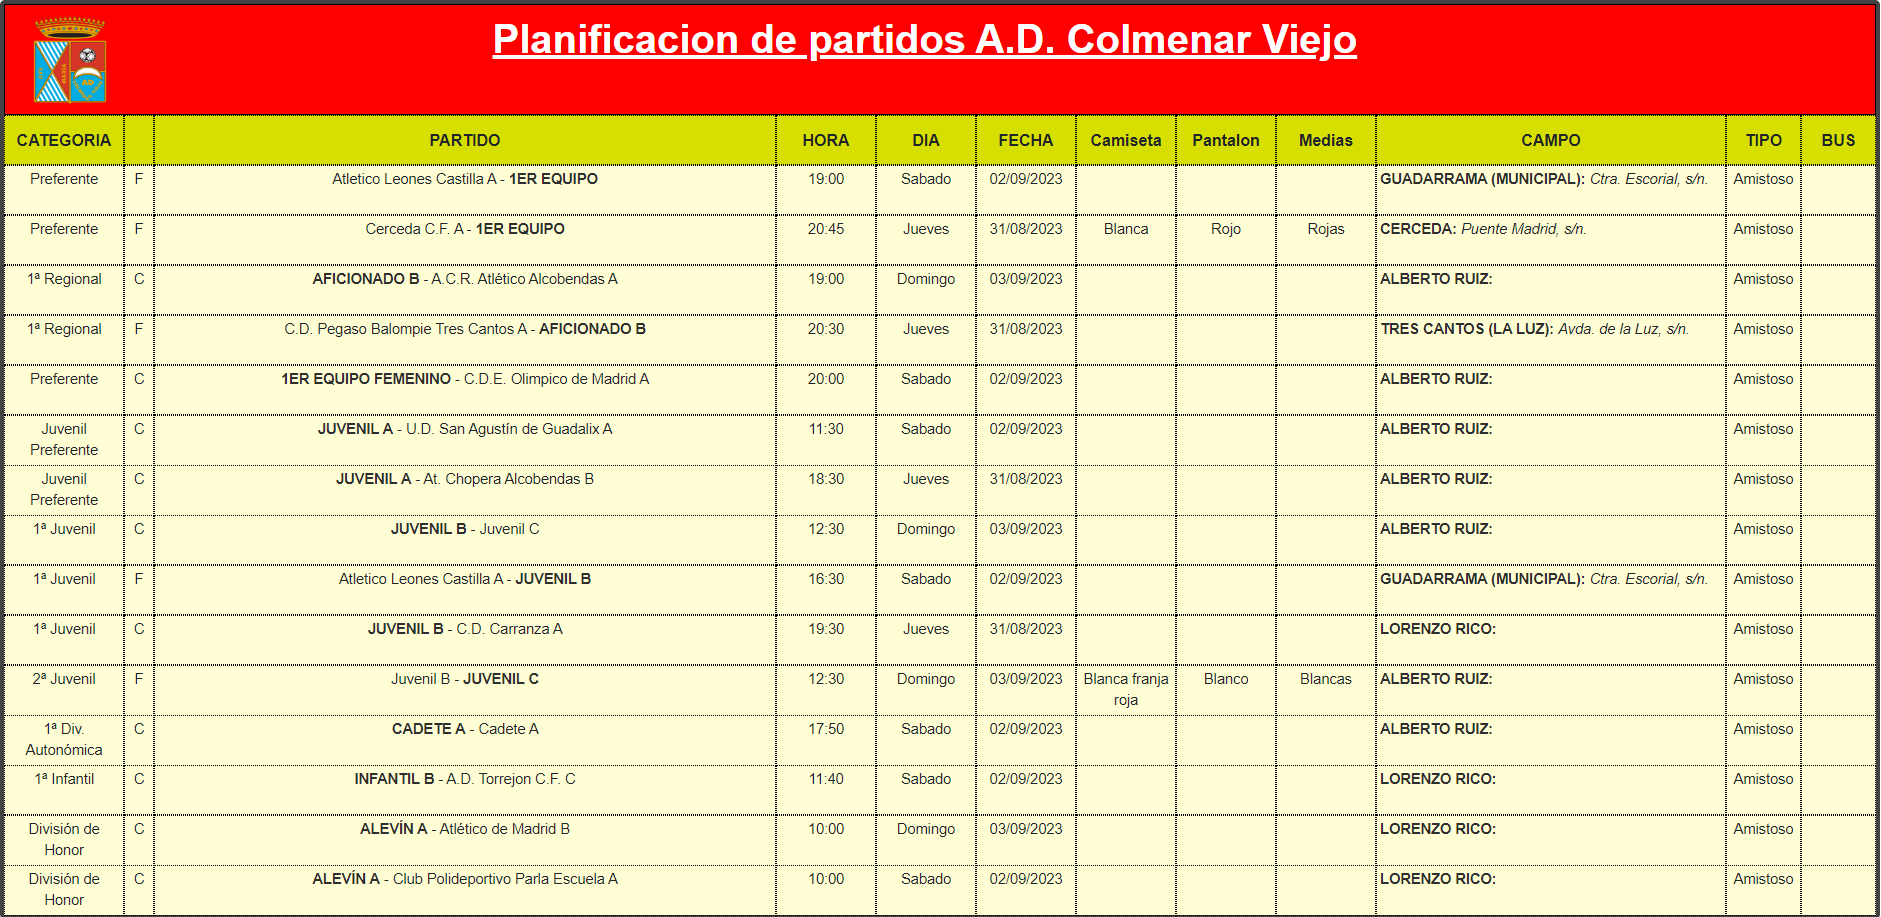 Planificacion de partidos A.D. Colmenar Viejo
CATEGORIA PARTIDO HORA DIA FECHA Camiseta Pantalon Medias CAMPO TIPO BUS
Preferente F Atletico Leones Castilla A - 1ER EQUIPO 19:00 Sabado 02/09/2023 GUADARRAMA (MUNICIPAL): Ctra. Escorial, s/n. Amistoso
Preferente F Cerceda C.F. A - 1ER EQUIPO 20:45 Jueves 31/08/2023 Blanca Rojo Rojas CERCEDA: Puente Madrid, s/n. Amistoso
1ª Regional C AFICIONADO B - A.C.R. Atlético Alcobendas A 19:00 Domingo 03/09/2023 ALBERTO RUIZ: Amistoso
1ª Regional F C.D. Pegaso Balompie Tres Cantos A - AFICIONADO B 20:30 Jueves 31/08/2023 TRES CANTOS (LA LUZ): Avda. de la Luz, s/n. Amistoso
Preferente C 1ER EQUIPO FEMENINO - C.D.E. Olimpico de Madrid A 20:00 Sabado 02/09/2023 ALBERTO RUIZ: Amistoso
Juvenil C JUVENIL A - U.D. San Agustín de Guadalix A 11:30 Sabado 02/09/2023 ALBERTO RUIZ: Amistoso
Preferente
Juvenil C JUVENIL A - At. Chopera Alcobendas B 18:30 Jueves 31/08/2023 ALBERTO RUIZ: Amistoso
Preferente
1ª Juvenil C JUVENIL B - Juvenil C 12:30 Domingo 03/09/2023 ALBERTO RUIZ: Amistoso
1ª Juvenil F Atletico Leones Castilla A - JUVENIL B 16:30 Sabado 02/09/2023 GUADARRAMA (MUNICIPAL): Ctra. Escorial, s/n. Amistoso
1ª Juvenil C JUVENIL B - C.D. Carranza A 19:30 Jueves 31/08/2023 LORENZO RICO: Amistoso
2ª Juvenil F Juvenil B - JUVENIL C 12:30 Domingo 03/09/2023 Blanca franja Blanco Blancas ALBERTO RUIZ: Amistoso
roja
1ª Div. C CADETE A - Cadete A 17:50 Sabado 02/09/2023 ALBERTO RUIZ: Amistoso
Autonómica
1ª Infantil C INFANTIL B - A.D. Torrejon C.F. C 11:40 Sabado 02/09/2023 LORENZO RICO: Amistoso
División de C ALEVÍN A - Atlético de Madrid B 10:00 Domingo 03/09/2023 LORENZO RICO: Amistoso
Honor
División de C ALEVÍN A - Club Polideportivo Parla Escuela A 10:00 Sabado 02/09/2023 LORENZO RICO: Amistoso
Honor